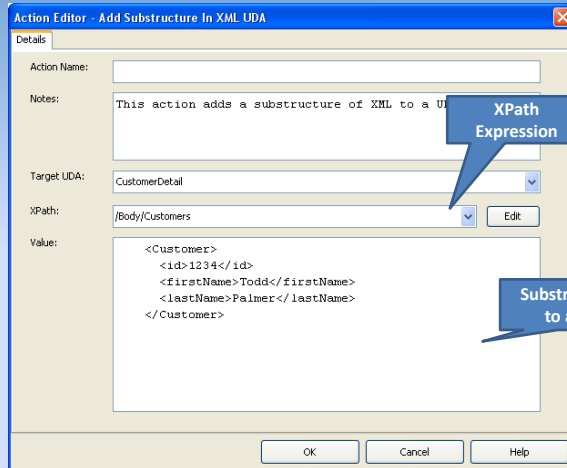 Action Editor - Add Substructure In XML UDA
Details
Action Name:
Notes:
This action adds a substructure of XML to a
XPath
Expression
Target UDA:
CustomerDetail
XPath:
/Body/Customers
Edit
Value:
<Customer>
<id>1234</id>
<firstName>Todd</firstName>
<lastName>Palmer</lastName>
</Customer>
to
OK
Cancel
Help